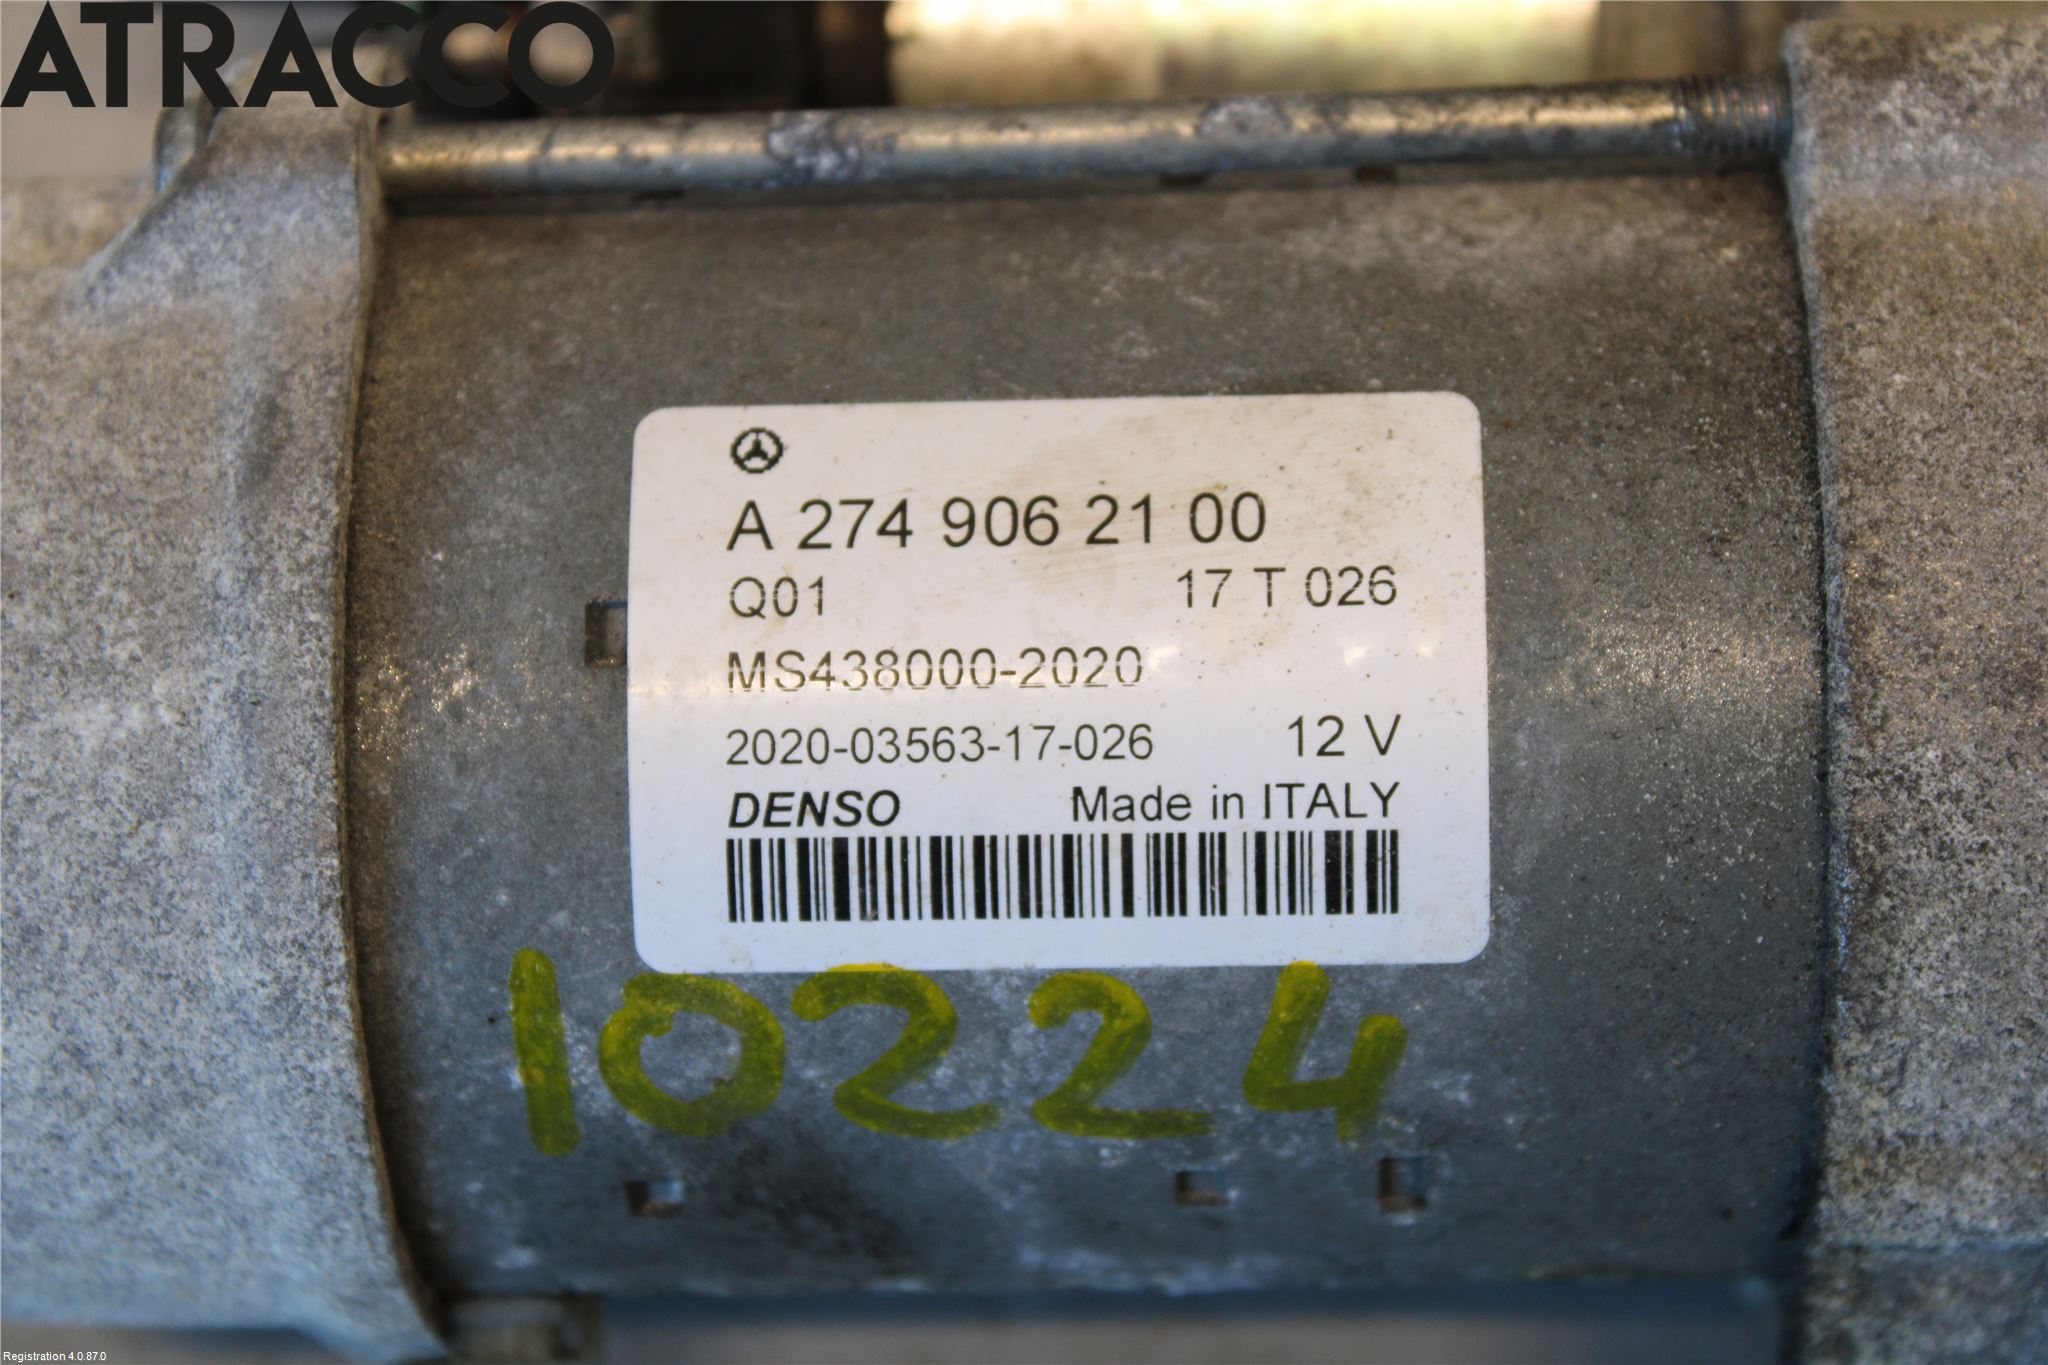 ATRACCO
A 274 906 21 00
Q01 17 T 026
MS438000-2020
2020-03563-17-026 12 V
DENSO Made in ITALY
10224
Registration 4.0.87.0